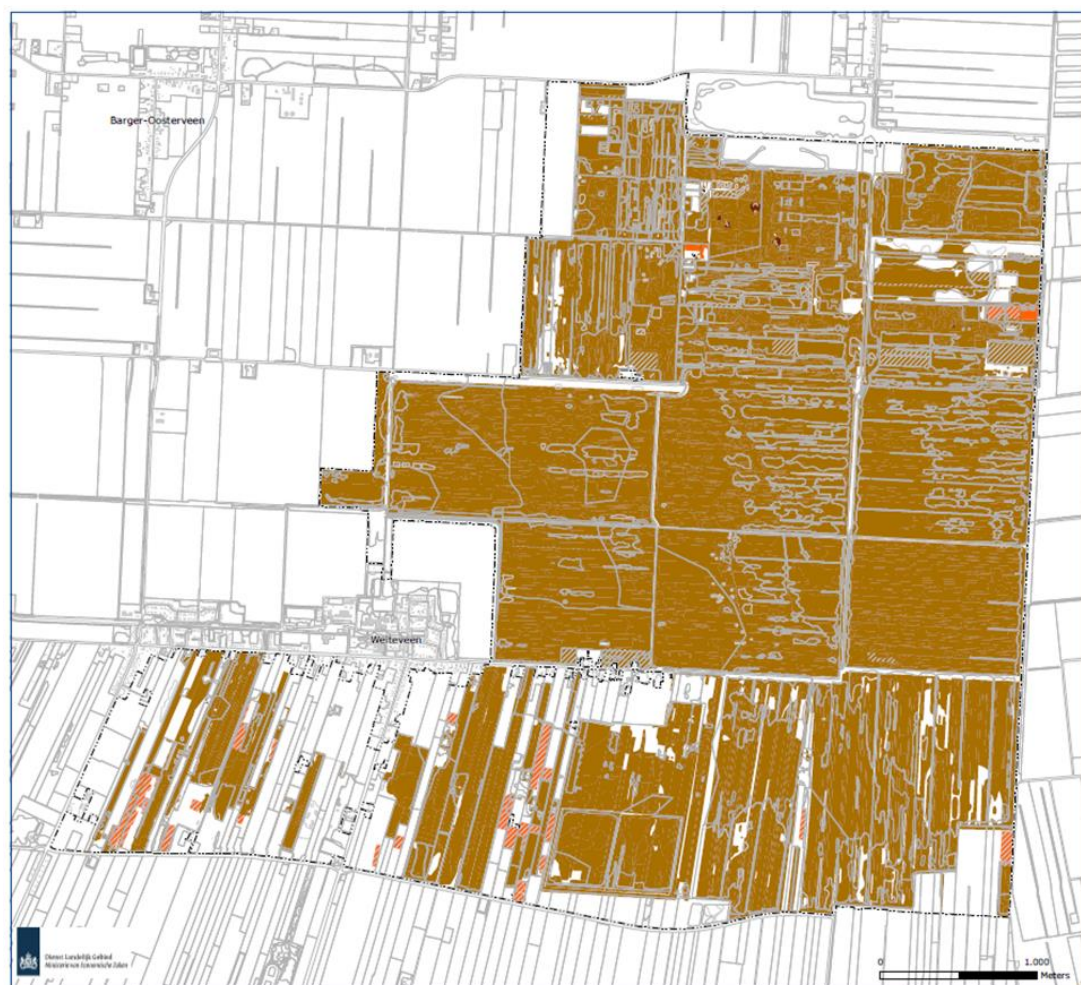 Barger-Oosterveen
Weiteveen
Dienst Landelijk Gebied
Ministerie van Economische Zaken
0 1.000
Meters